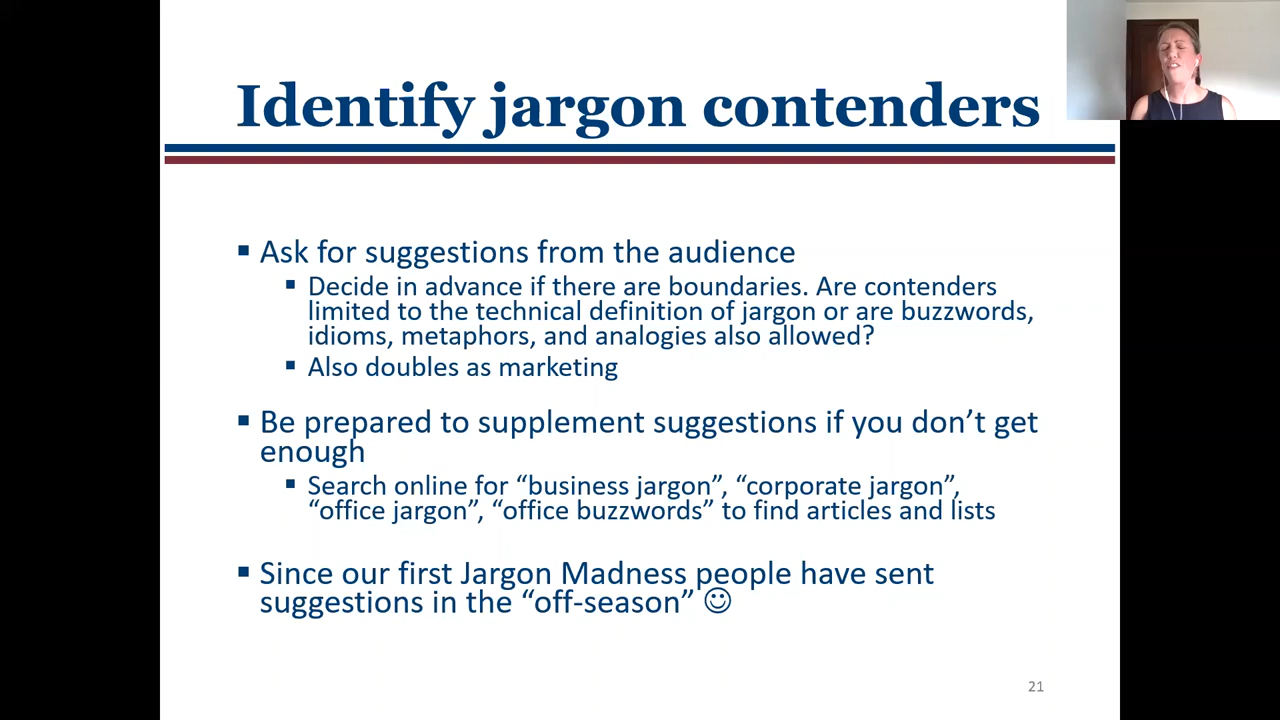 Identify jargon contenders
▪ Ask for suggestions from the audience
▪ Decide in advance if there are boundaries. Are contenders
limited to the technical definition of jargon or are buzzwords,
idioms, metaphors, and analogies also allowed?
▪ Also doubles as marketing
▪ Be prepared to supplement suggestions if you don’t get
enough
▪ Search online for “business jargon”, “corporate jargon”,
“office jargon”, “office buzzwords” to find articles and lists
▪ Since our first Jargon Madness people have sent
suggestions in the “off-season” ☺
21